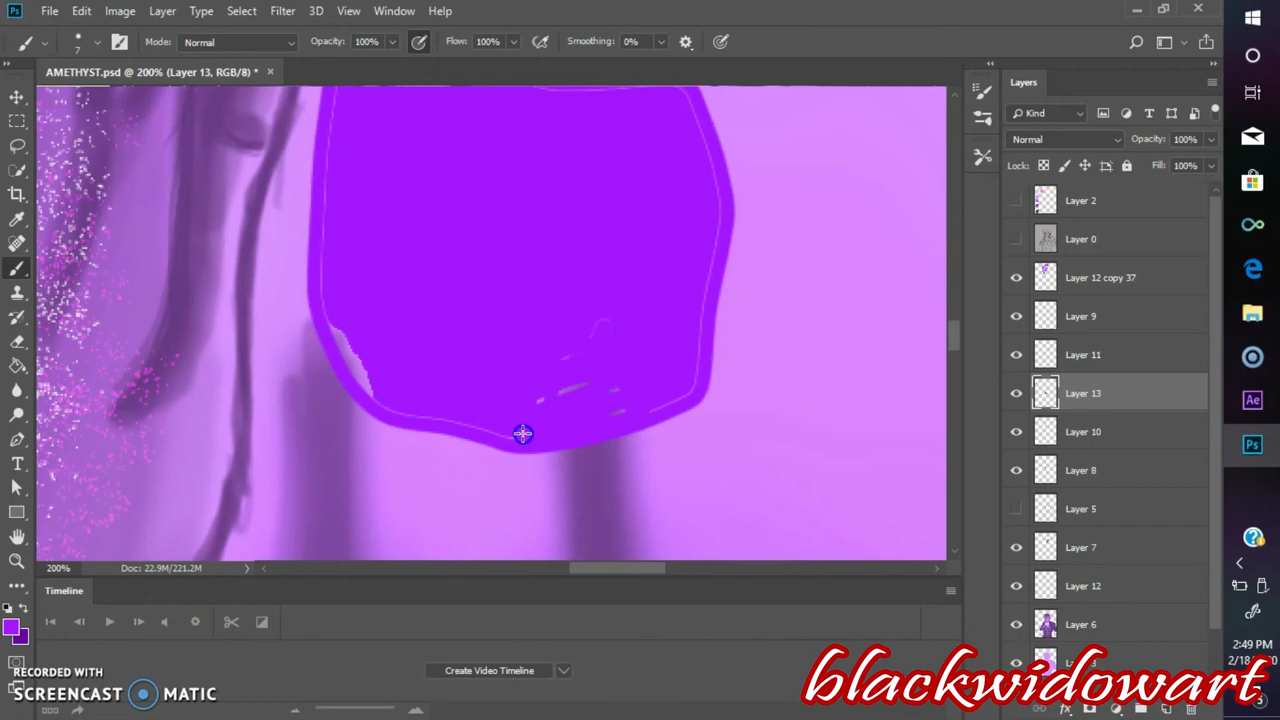 Ps File Edit Image Layer Type Select Filter 3D View Window Help
7 Mode: Normal Opacity: 100% Flow: 100% Smoothing: 0%
AMETHYST.psd @ 200% (Layer 13, RGB/8) *
Layers
Kind
Normal Opacity: 100%
Lock: Fill: 100%
Layer 2
Layer 0
Layer 12 copy 37
Layer 9
Layer 11
Layer 13
Layer 10
Layer 8
Layer 5
Layer 7
Layer 12
Layer 6
Ae
Ps
200% Doc: 22.9M/221.2M
Timeline
Create Video Timeline
2:49 PM
RECORDED WITH
SCREENCAST MATIC
blackwidowart